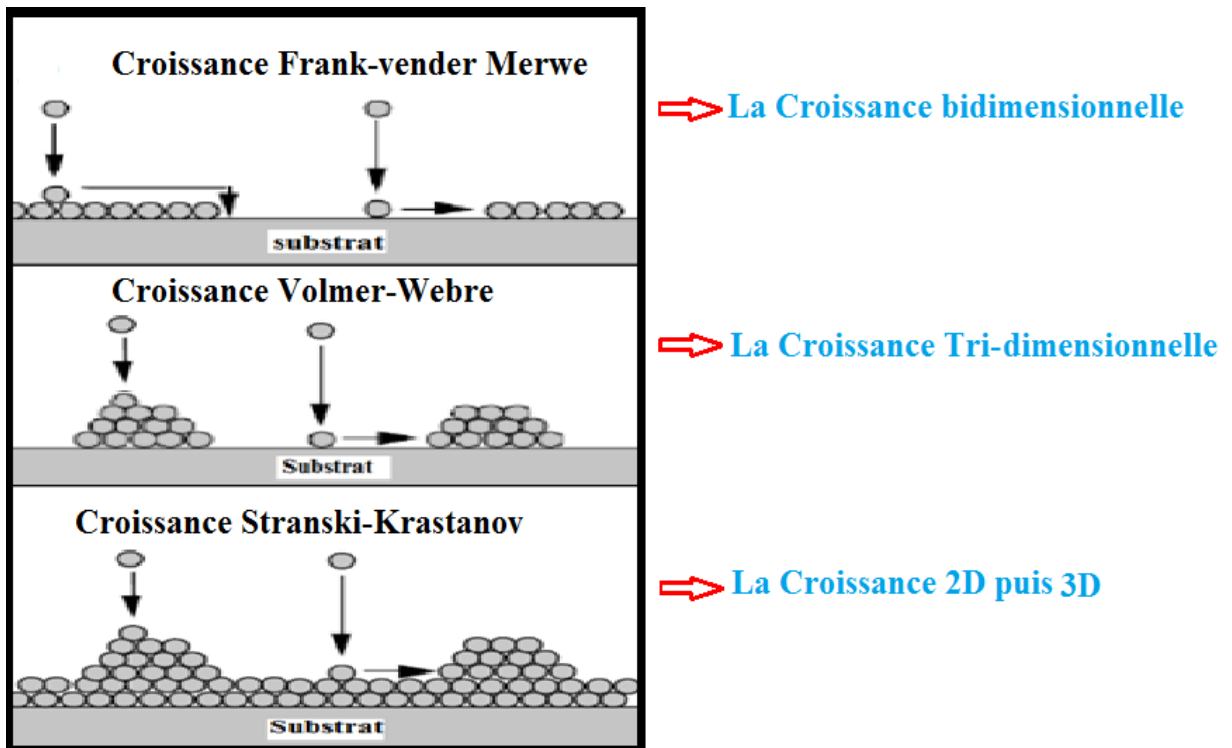 Croissance Frank-vender Merwe
La Croissance bidimensionnelle
substrat
Croissance Volmer-Webre
La Croissance Tri-dimensionnelle
Substrat
Croissance Stranski-Krastanov
La Croissance 2D puis 3D
Substrat